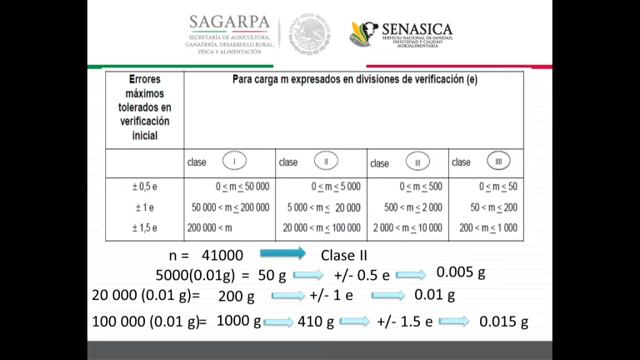 SAGARPA
SECRETARÍA DE AGRICULTURA,
GANADERÍA, DESARROLLO RURAL,
PESCA Y ALIMENTACIÓN
SENASICA
SERVICIO NACIONAL DE SANIDAD,
INOCUIDAD Y CALIDAD
AGROALIMENTARIA
Errores máximos tolerados en verificación inicial
Para carga m expresados en divisiones de verificación (e)
clase I clase II clase III clase IIII
± 0,5 e 0 ≤ m ≤ 50 000 0 ≤ m ≤ 5 000 0 ≤ m ≤ 500 0 ≤ m ≤ 50
± 1 e 50 000 < m ≤ 200 000 5 000 < m ≤ 20 000 500 < m ≤ 2 000 50 < m ≤ 200
± 1,5 e 200 000 < m 20 000 < m ≤ 100 000 2 000 < m ≤ 10 000 200 < m ≤ 1 000
n = 41000 Clase II
5000(0.01g) = 50 g +/- 0.5 e 0.005 g
20 000 (0.01 g)= 200 g +/- 1 e 0.01 g
100 000 (0.01 g)= 1000 g 410 g +/- 1.5 e 0.015 g